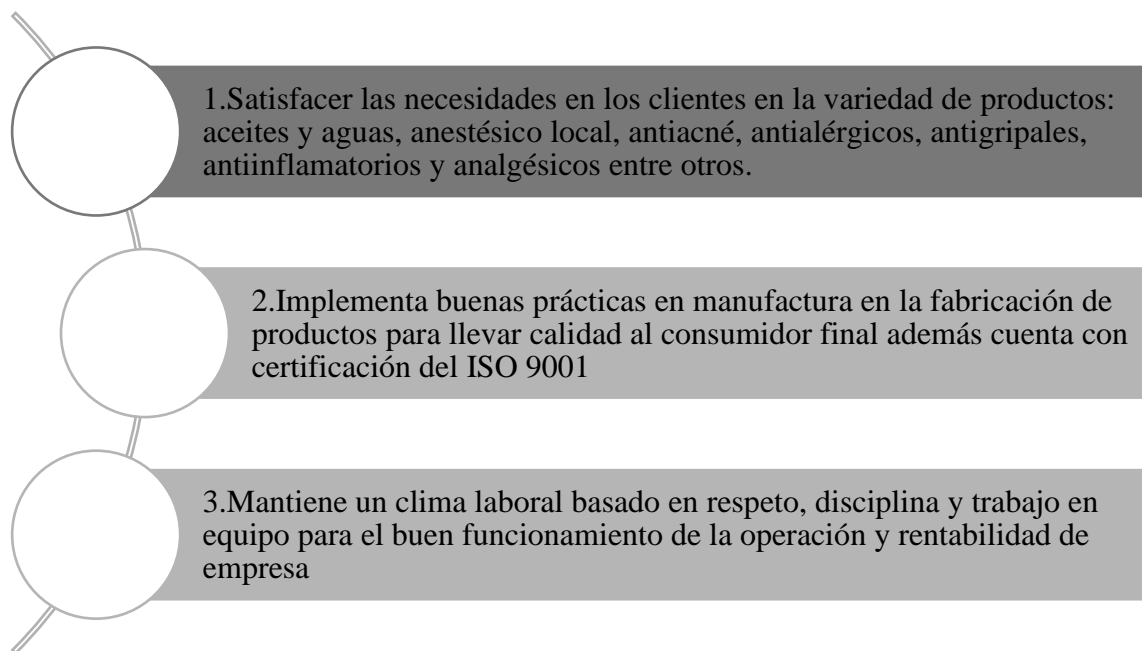 1.Satisfacer las necesidades en los clientes en la variedad de productos:
aceites y aguas, anestésico local, antiacné, antialérgicos, antigripales,
antiinflamatorios y analgésicos entre otros.
2.Implementa buenas prácticas en manufactura en la fabricación de
productos para llevar calidad al consumidor final además cuenta con
certificación del ISO 9001
3.Mantiene un clima laboral basado en respeto, disciplina y trabajo en
equipo para el buen funcionamiento de la operación y rentabilidad de
empresa